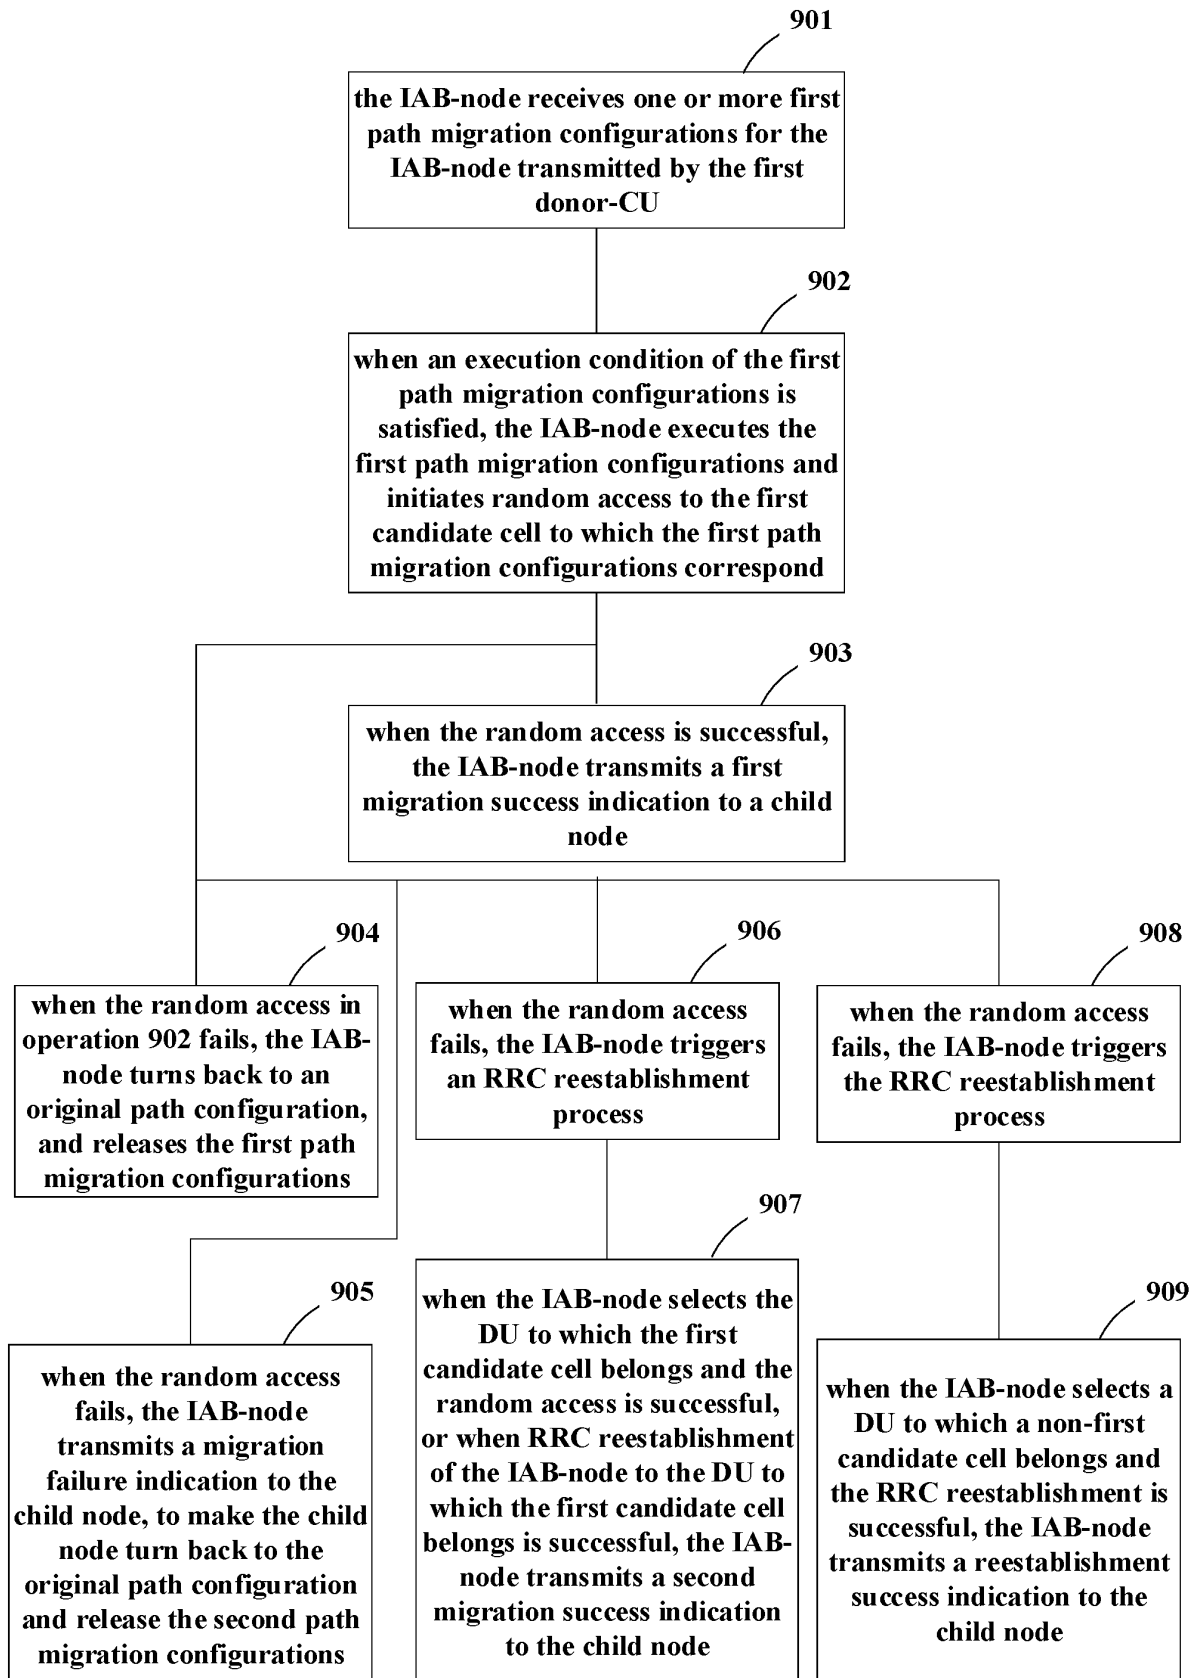 901
the IAB-node receives one or more first
path migration configurations for the
IAB-node transmitted by the first
donor-CU
902
when an execution condition of the first
path migration configurations is
satisfied, the IAB-node executes the
first path migration configurations and
initiates random access to the first
candidate cell to which the first path
migration configurations correspond
903
when the random access is successful,
the IAB-node transmits a first
migration success indication to a child
node
904
when the random access in
operation 902 fails, the IAB-
node turns back to an
original path configuration,
and releases the first path
migration configurations
906
when the random access
fails, the IAB-node triggers
an RRC reestablishment
process
908
when the random access
fails, the IAB-node triggers
the RRC reestablishment
process
905
when the random access
fails, the IAB-node
transmits a migration
failure indication to the
child node, to make the child
node turn back to the
original path configuration
and release the second path
migration configurations
907
when the IAB-node selects the
DU to which the first
candidate cell belongs and the
random access is successful,
or when RRC reestablishment
of the IAB-node to the DU to
which the first candidate cell
belongs is successful, the IAB-
node transmits a second
migration success indication
to the child node
909
when the IAB-node selects a
DU to which a non-first
candidate cell belongs and
the RRC reestablishment is
successful, the IAB-node
transmits a reestablishment
success indication to the
child node